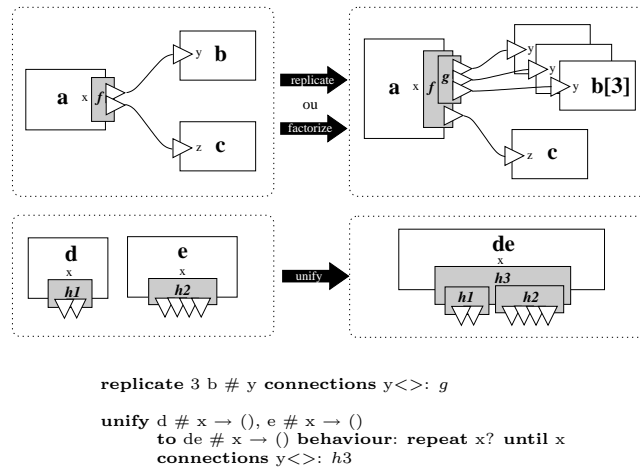 y
b
a
x
f
z
c
replicate
ou
factorize
y
y
y
b[3]
a
x
f
g
z
c
d
x
h1
e
x
h2
unify
de
x
h3
h1
h2
replicate 3 b # y connections y<>: g
unify d # x → (), e # x → ()
to de # x → () behaviour: repeat x? until x
connections y<>: h3